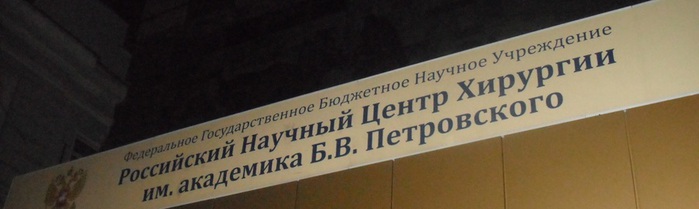 Федеральное Государственное Бюджетное Научное Учреждение
Российский Научный Центр Хирургии
им. академика Б.В. Петровского